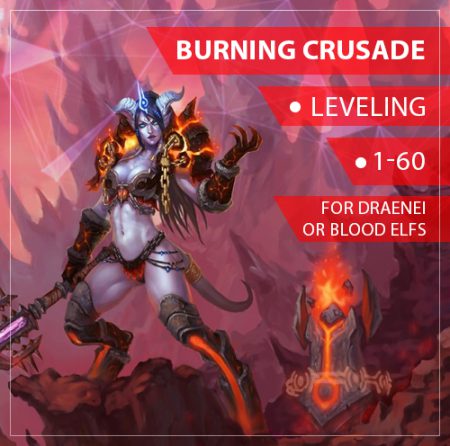 BURNING CRUSADE
• LEVELING
• 1-60
FOR DRAENEI
OR BLOOD ELFS